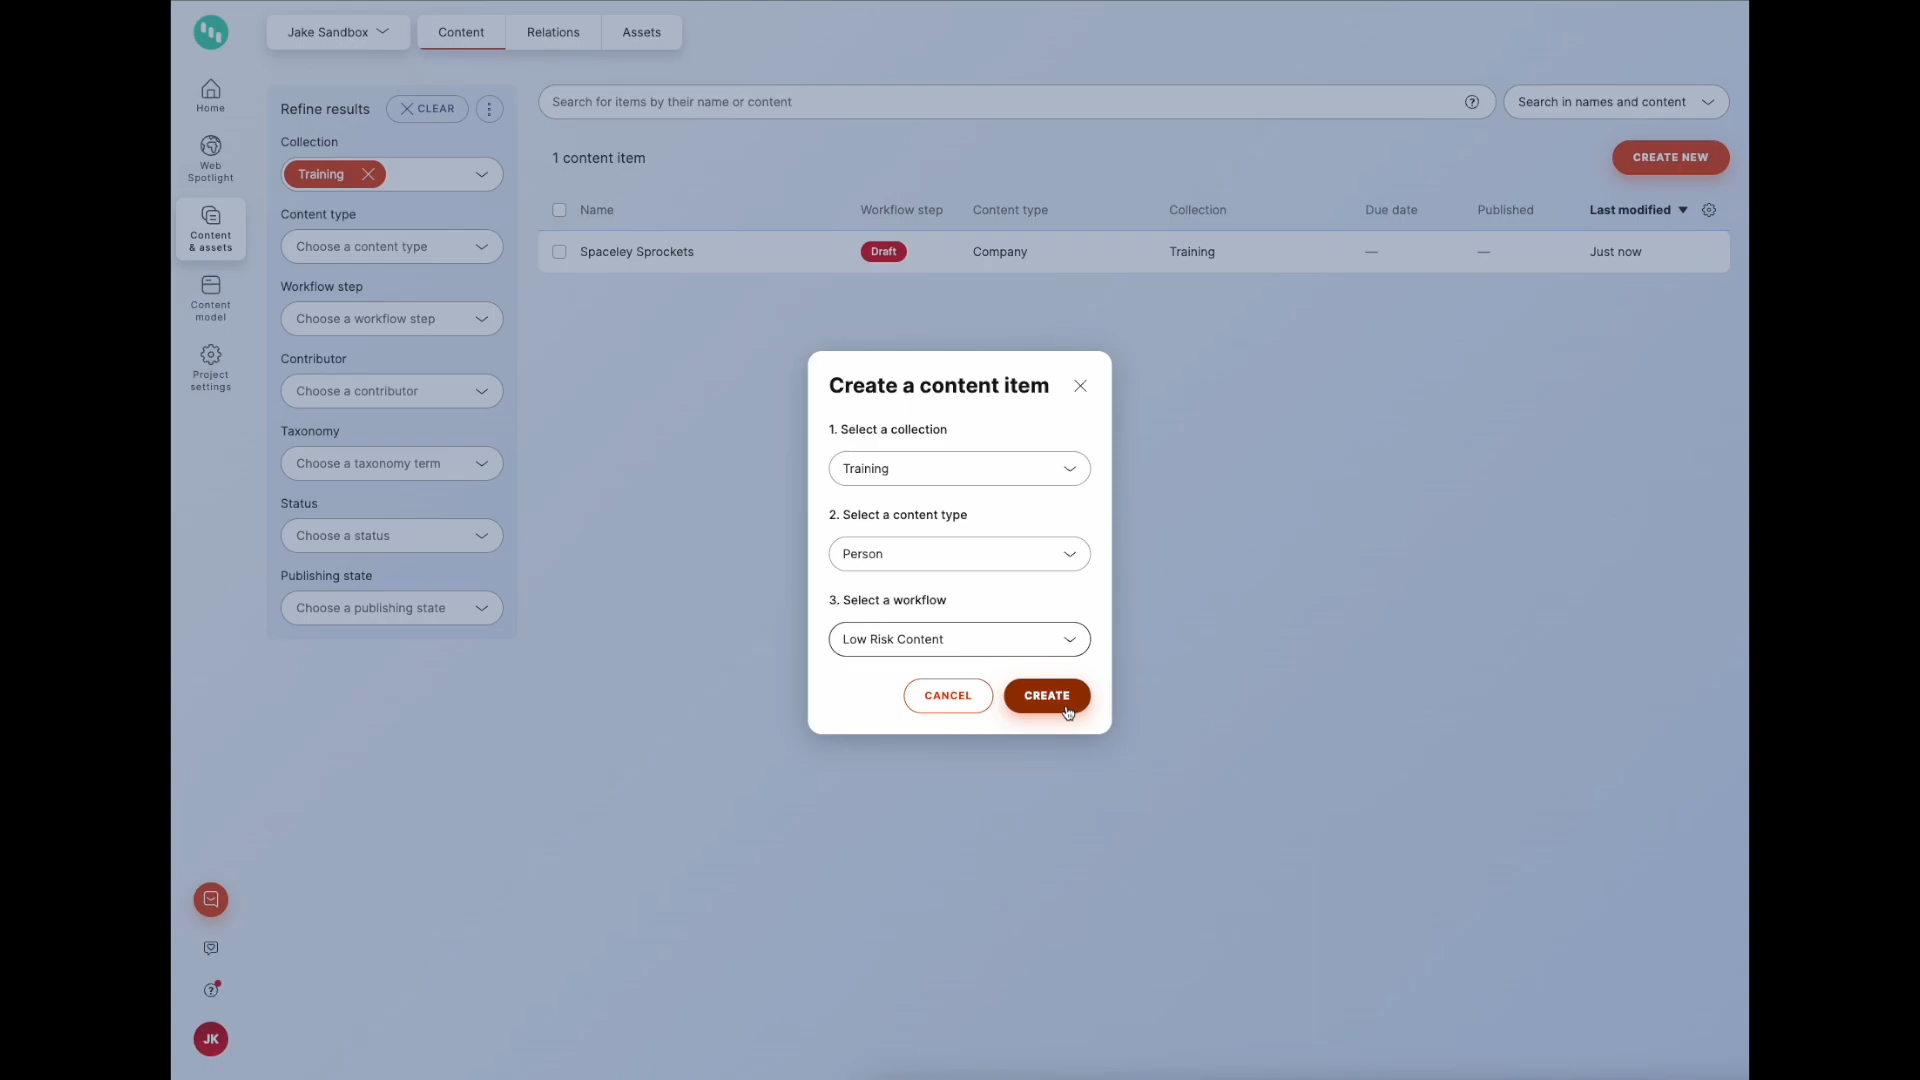 Jake Sandbox
Content
Relations
Assets
Home
Web
Spotlight
Content
& assets
Content
model
Project
settings
JK
Refine results
CLEAR
Collection
Training
Content type
Choose a content type
Workflow step
Choose a workflow step
Contributor
Choose a contributor
Taxonomy
Choose a taxonomy term
Status
Choose a status
Publishing state
Choose a publishing state
Search for items by their name or content
?
Search in names and content
1 content item
CREATE NEW
Name Workflow step Content type Collection Due date Published Last modified
Spaceley Sprockets Draft Company Training — — Just now
Create a content item
1. Select a collection
Training
2. Select a content type
Person
3. Select a workflow
Low Risk Content
CANCEL CREATE